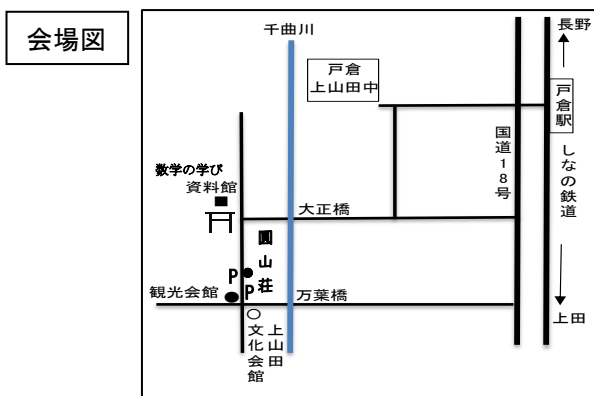 会場図
千曲川
長野
戸倉
上山田中
戸倉駅
国道18号
しなの鉄道
数学の学び
資料館
大正橋
圓山荘
P
P
観光会館
万葉橋
上田
上山田
文化会館